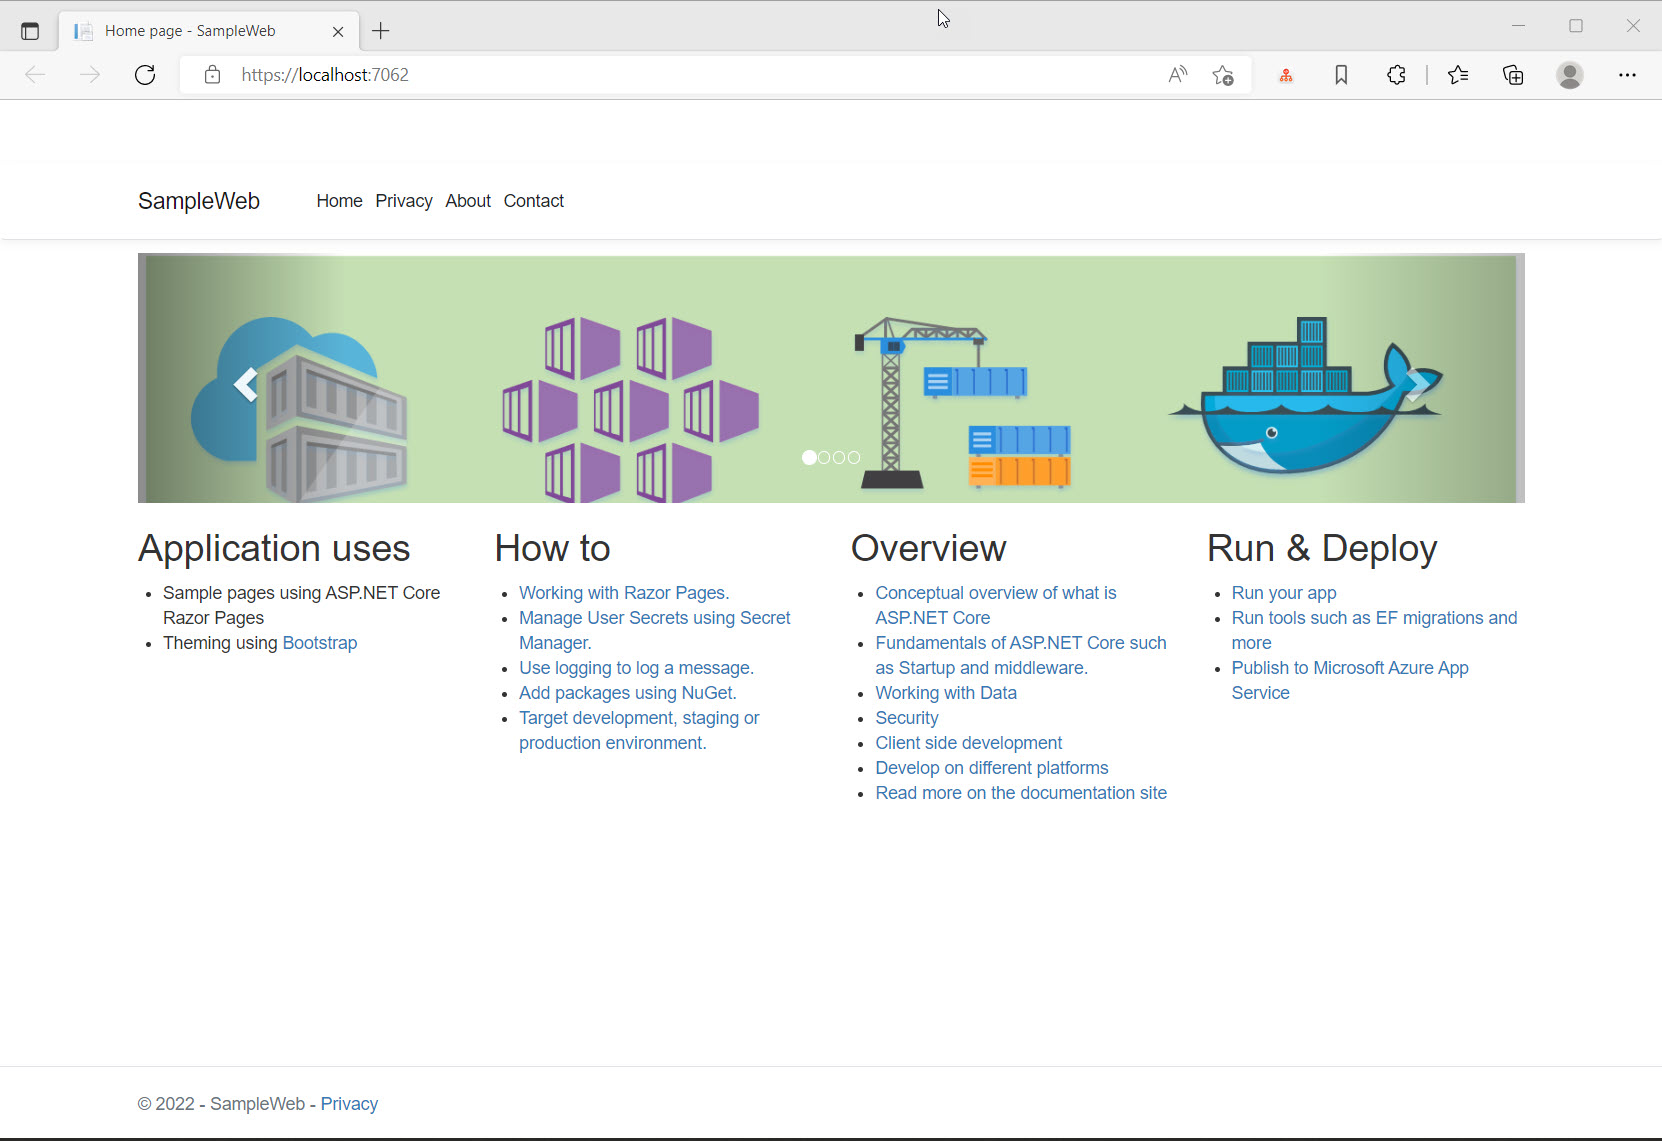 Home page - SampleWeb
https://localhost:7062
SampleWeb
Home Privacy About Contact
Application uses
Sample pages using ASP.NET Core
Razor Pages
Theming using Bootstrap
How to
Working with Razor Pages.
Manage User Secrets using Secret
Manager.
Use logging to log a message.
Add packages using NuGet.
Target development, staging or
production environment.
Overview
Conceptual overview of what is
ASP.NET Core
Fundamentals of ASP.NET Core such
as Startup and middleware.
Working with Data
Security
Client side development
Develop on different platforms
Read more on the documentation site
Run & Deploy
Run your app
Run tools such as EF migrations and
more
Publish to Microsoft Azure App
Service
© 2022 - SampleWeb - Privacy